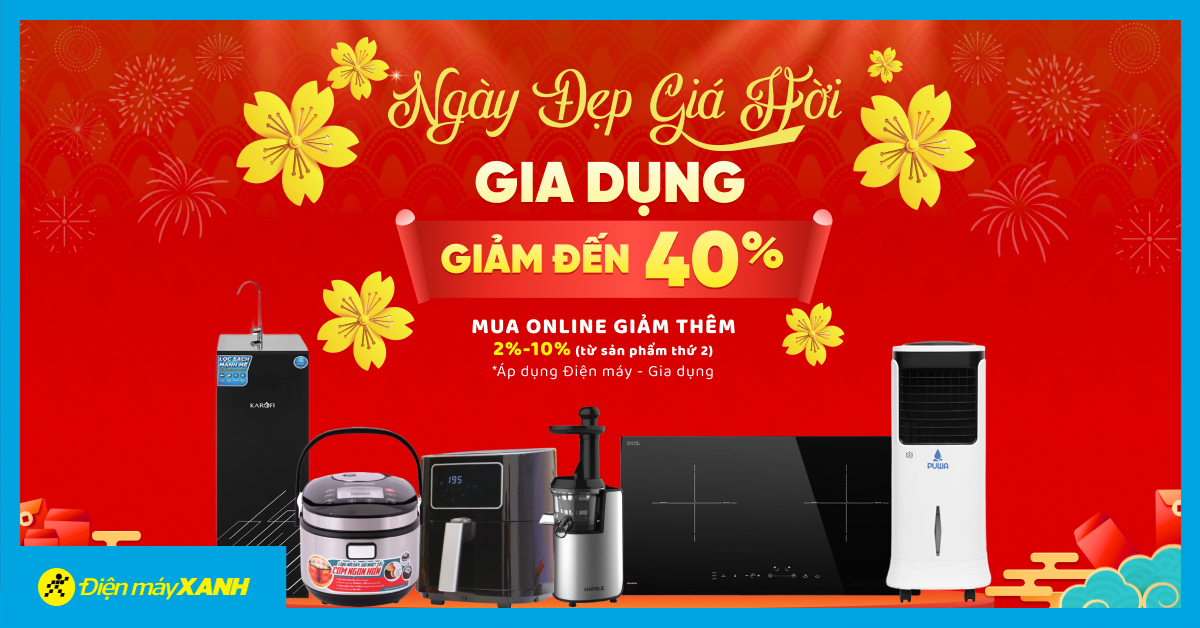 Ngày Đẹp Giá Hời
GIA DỤNG
GIẢM ĐẾN 40%
MUA ONLINE GIẢM THÊM
2%-10% (từ sản phẩm thứ 2)
*Áp dụng Điện máy - Gia dụng
LỌC SẠCH
MẠNH MẼ
KAROFI
195
CƠM NGON HƠN
HAFELE
PUWA
Điện máy XANH